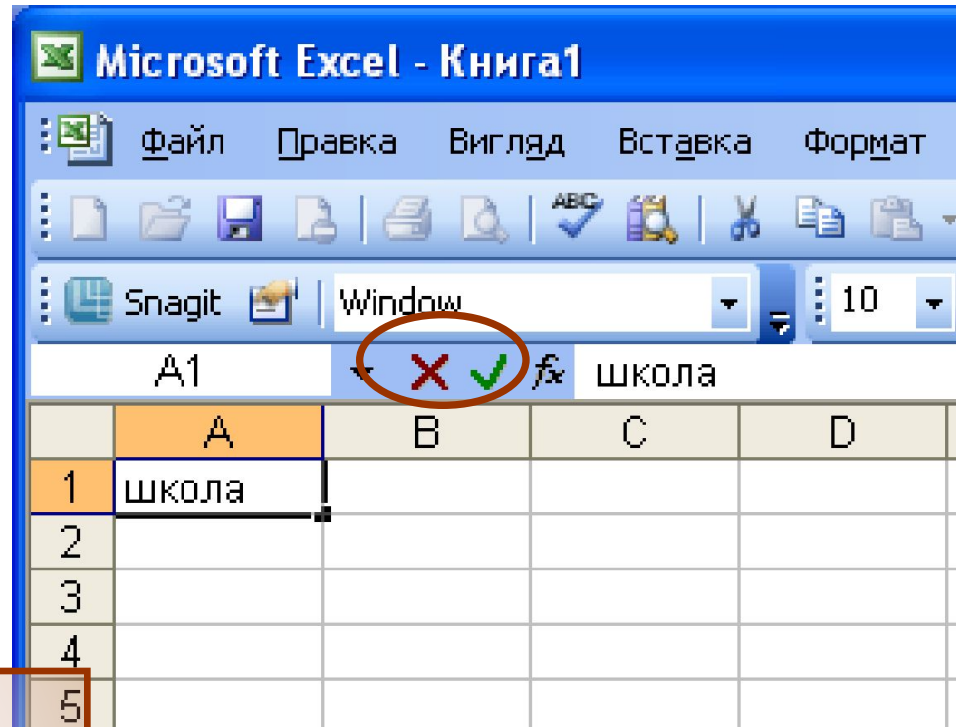 Microsoft Excel - Книга1
Файл Правка Вигляд Вставка Формат
ABC
Snagit Window 10
A1 fx школа
A B C D
1 школа
2
3
4
5